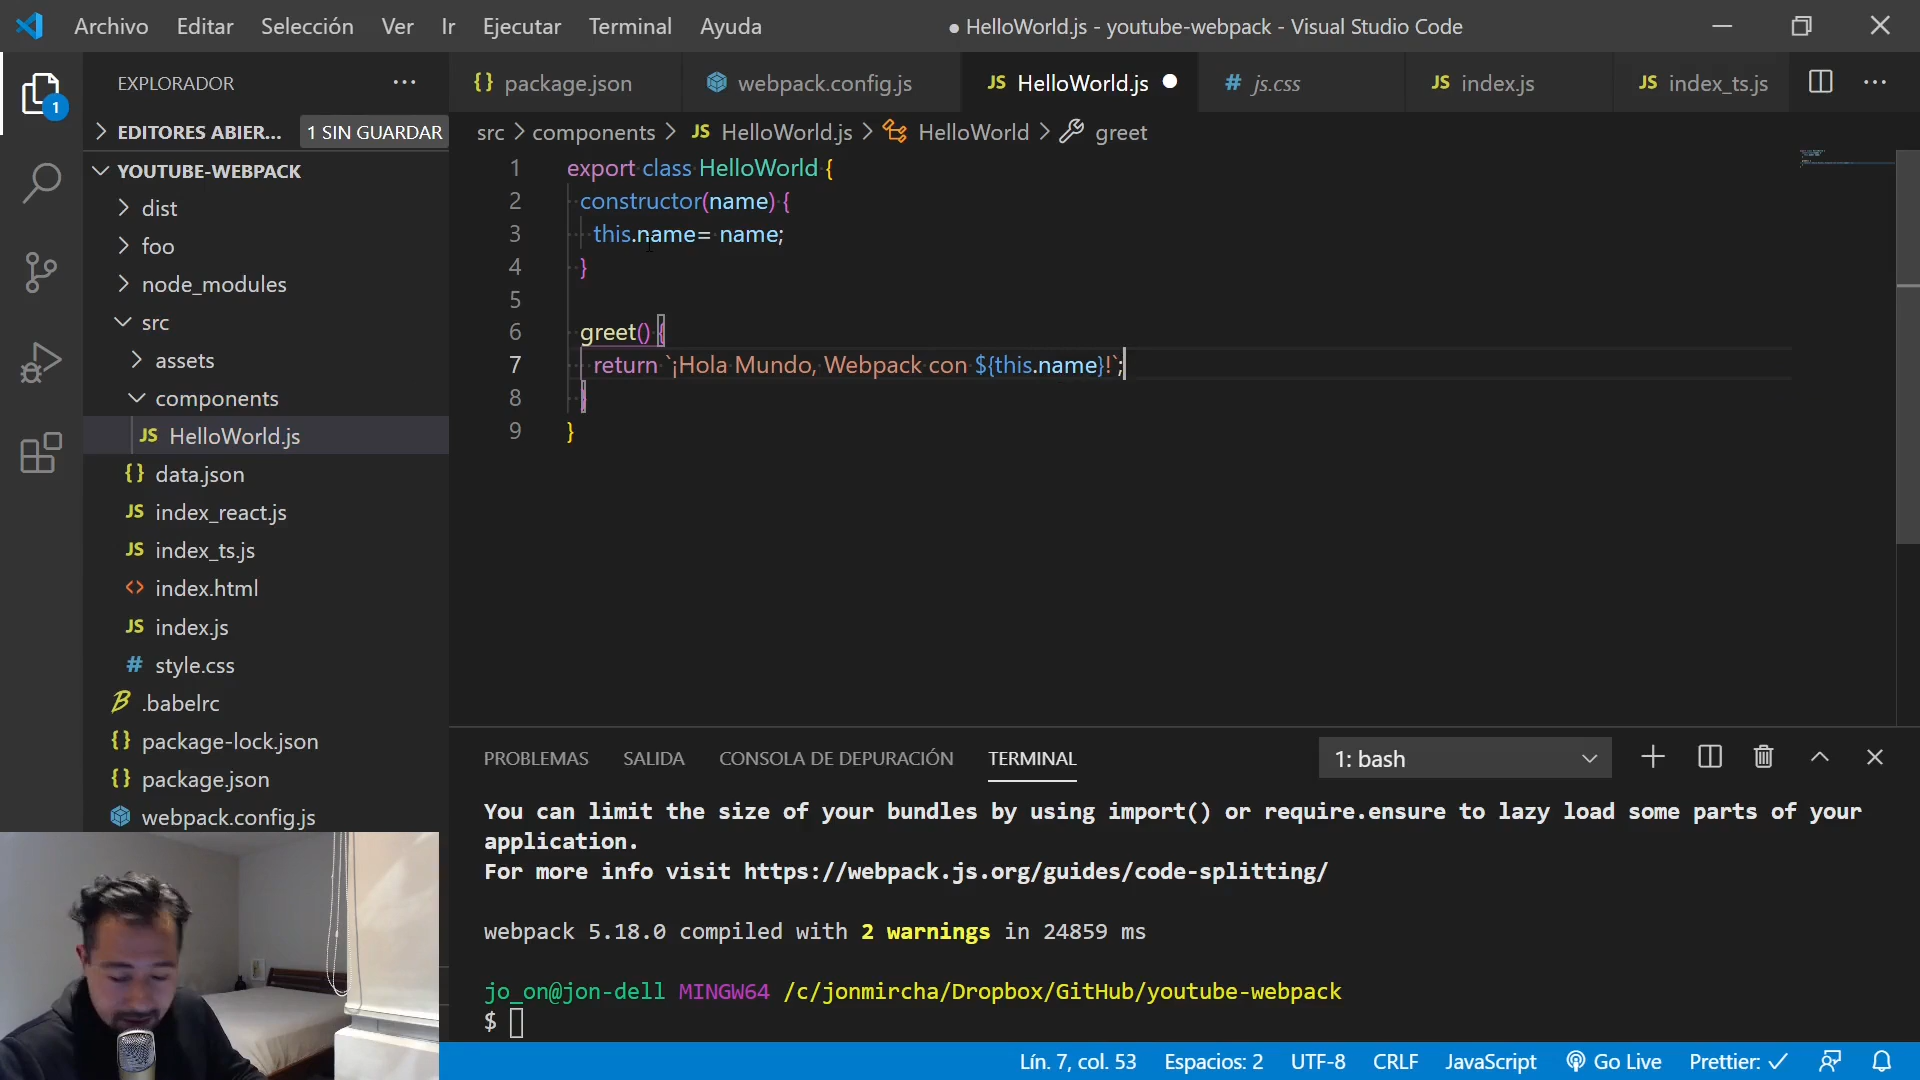 Archivo Editar Selección Ver Ir Ejecutar Terminal Ayuda ● HelloWorld.js - youtube-webpack - Visual Studio Code
EXPLORADOR ···
{} package.json webpack.config.js JS HelloWorld.js ● # js.css JS index.js JS index_ts.js ···
EDITORES ABIER... 1 SIN GUARDAR
src > components > JS HelloWorld.js > HelloWorld > greet
1
YOUTUBE-WEBPACK
dist
foo
node_modules
src
assets
components
JS HelloWorld.js
{} data.json
JS index_react.js
JS index_ts.js
<> index.html
JS index.js
# style.css
.babelrc
{} package-lock.json
{} package.json
webpack.config.js
1 export class HelloWorld {
2 constructor(name) {
3 this.name= name;
4 }
5
6 greet() {
7 return `¡Hola Mundo, Webpack con ${this.name}!`;
8 }
9 }
PROBLEMAS SALIDA CONSOLA DE DEPURACIÓN TERMINAL 1: bash
You can limit the size of your bundles by using import() or require.ensure to lazy load some parts of your
application.
For more info visit https://webpack.js.org/guides/code-splitting/
webpack 5.18.0 compiled with 2 warnings in 24859 ms
jo_on@jon-dell MINGW64 /c/jonmircha/Dropbox/GitHub/youtube-webpack
$
Lín. 7, col. 53 Espacios: 2 UTF-8 CRLF JavaScript Go Live Prettier: ✓